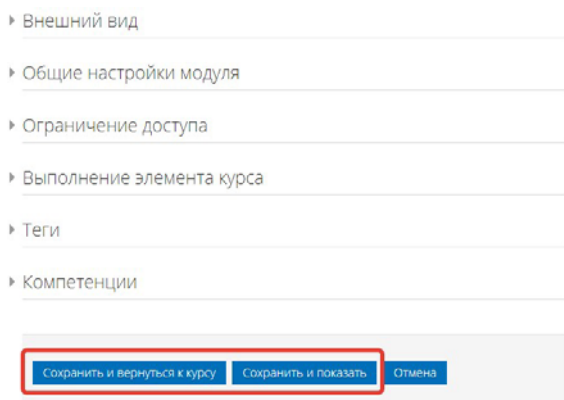 Внешний вид
Общие настройки модуля
Ограничение доступа
Выполнение элемента курса
Теги
Компетенции
Сохранить и вернуться к курсу Сохранить и показать Отмена